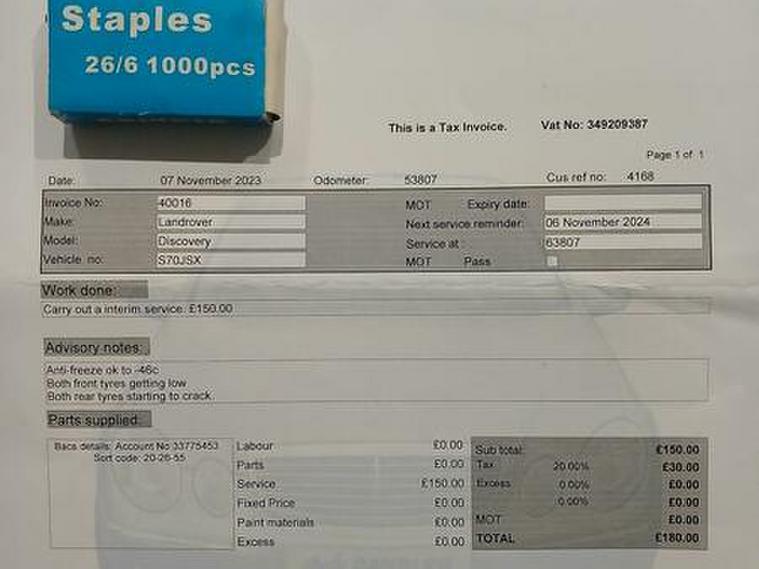 Staples
26/6 1000pcs
This is a Tax Invoice. Vat No: 349209387
Page 1 of 1
Date: 07 November 2023 Odometer: 53807 Cus ref no: 4168
Invoice No: 40016 MOT Expiry date:
Make: Landrover Next service reminder: 06 November 2024
Model: Discovery Service at : 63807
Vehicle no: S70JSX MOT Pass
Work done:
Carry out a interim service. £150.00
Advisory notes:
Anti-freeze ok to -46c
Both front tyres getting low
Both rear tyres starting to crack.
Parts supplied:
Bacs details: Account No 33775453
Sort code: 20-26-55
Labour £0.00
Parts £0.00
Service £150.00
Fixed Price £0.00
Paint materials £0.00
Excess £0.00
Sub total: £150.00
Tax 20.00% £30.00
Excess 0.00% £0.00
0.00% £0.00
MOT £0.00
TOTAL £180.00